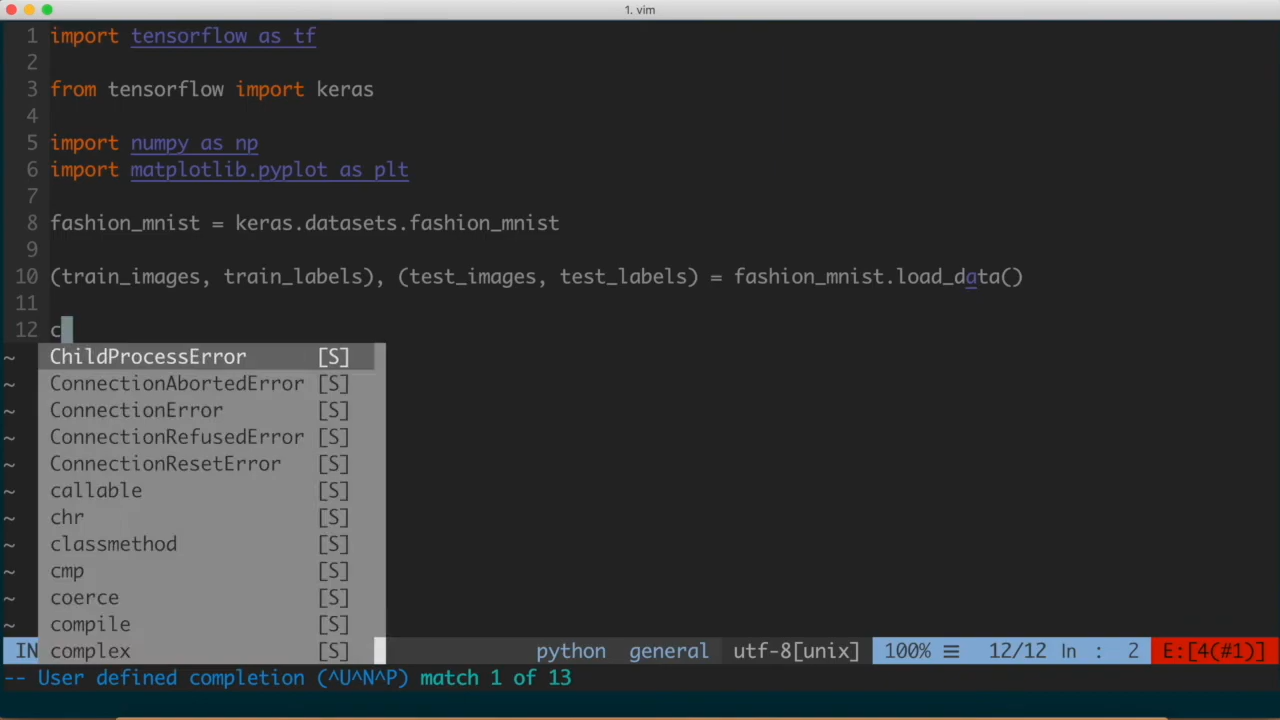 1. vim
1 import tensorflow as tf
2
3 from tensorflow import keras
4
5 import numpy as np
6 import matplotlib.pyplot as plt
7
8 fashion_mnist = keras.datasets.fashion_mnist
9
10 (train_images, train_labels), (test_images, test_labels) = fashion_mnist.load_data()
11
12 c
~ ChildProcessError [S]
~ ConnectionAbortedError [S]
~ ConnectionError [S]
~ ConnectionRefusedError [S]
~ ConnectionResetError [S]
~ callable [S]
~ chr [S]
~ classmethod [S]
~ cmp [S]
~ coerce [S]
~ compile [S]
IN complex [S] python general utf-8[unix] 100% ☰ 12/12 ln : 2 E:[4(#1)]
-- User defined completion (^U^N^P) match 1 of 13